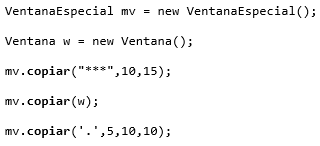 VentanaEspecial mv = new VentanaEspecial();
Ventana w = new Ventana();
mv.copiar("***",10,15);
mv.copiar(w);
mv.copiar('.',5,10,10);